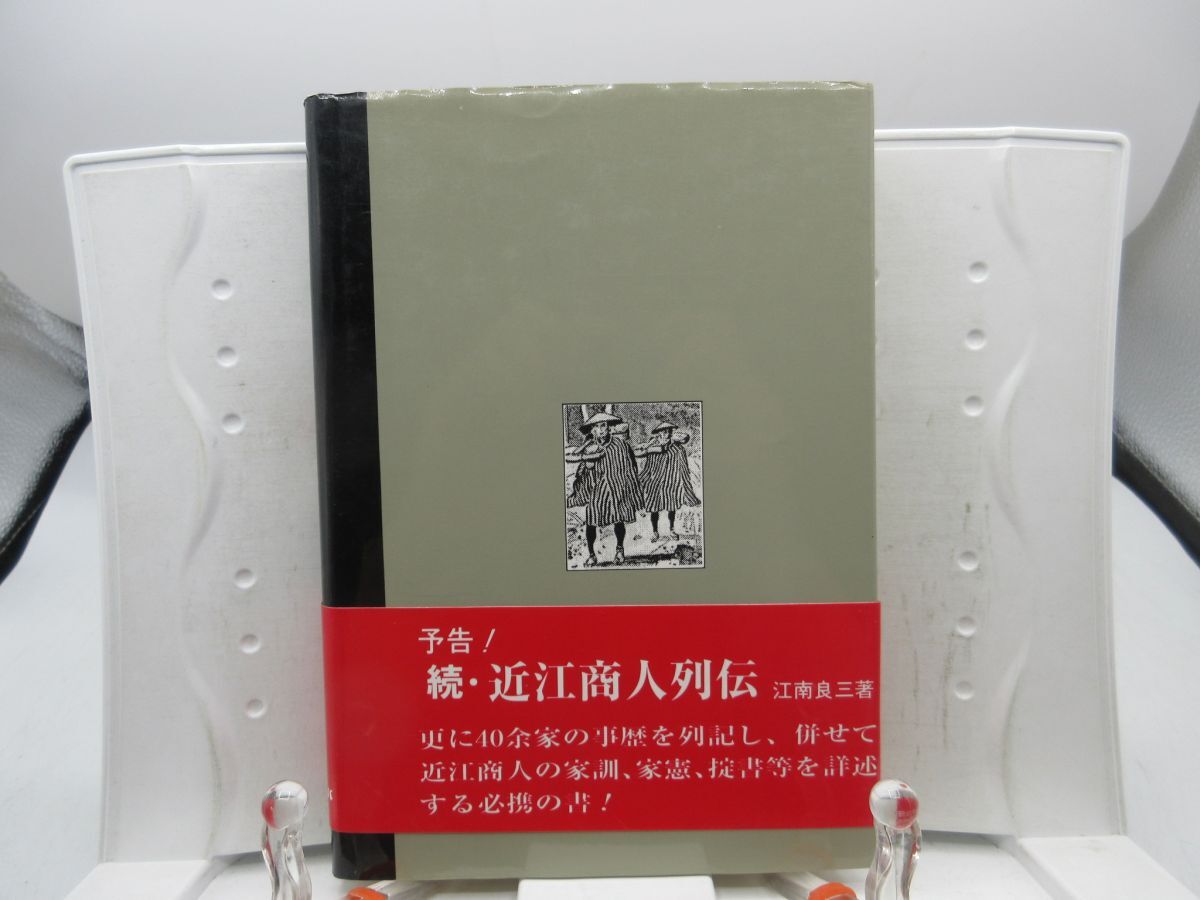 予告!
続・近江商人列伝 江南良三著
更に40余家の事歴を列記し、併せて
近江商人の家訓、家憲、掟書等を詳述
する必携の書!